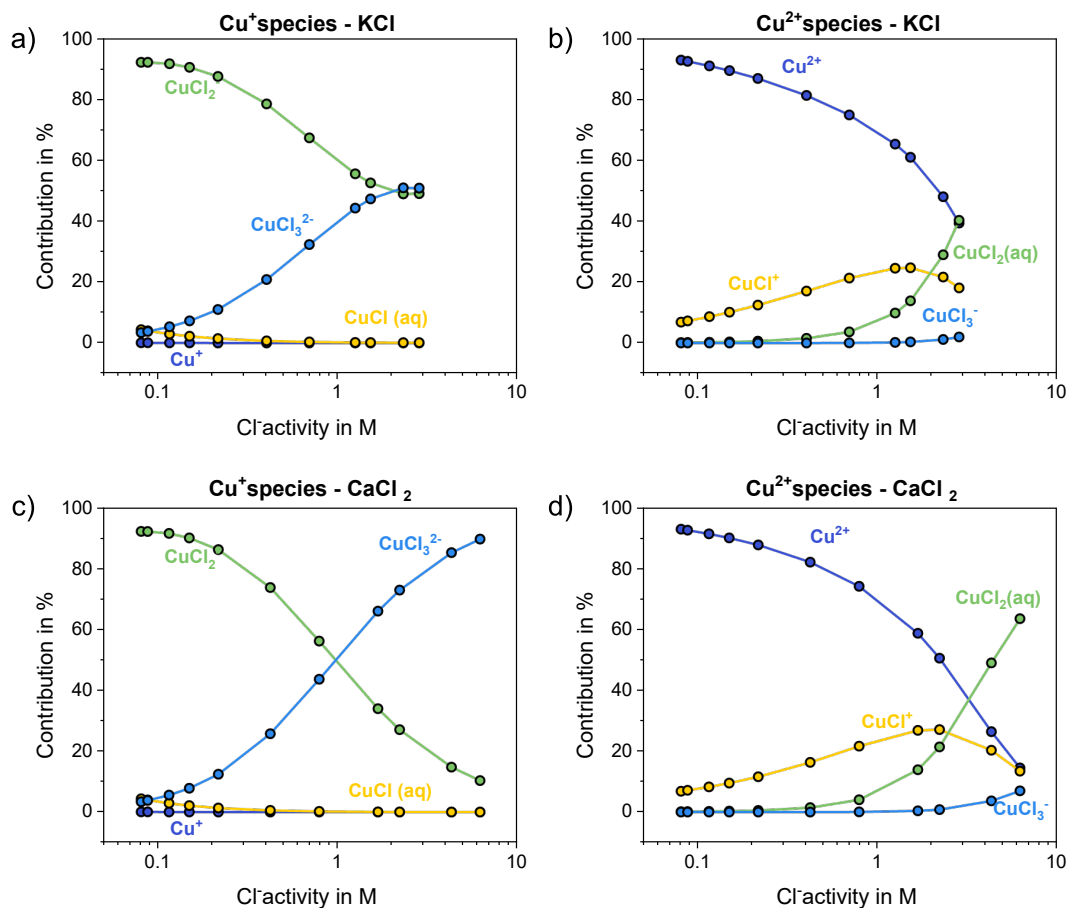 a)
Cu⁺species - KCl
Contribution in %
100
80
60
40
20
0
CuCl₂
CuCl₃²⁻
CuCl (aq)
Cu⁺
0.1
1
10
Cl⁻activity in M
b)
Cu²⁺species - KCl
Contribution in %
100
80
60
40
20
0
Cu²⁺
CuCl⁺
CuCl₂(aq)
CuCl₃⁻
0.1
1
10
Cl⁻activity in M
c)
Cu⁺species - CaCl ₂
Contribution in %
100
80
60
40
20
0
CuCl₂
CuCl₃²⁻
CuCl (aq)
Cu⁺
0.1
1
10
Cl⁻activity in M
d)
Cu²⁺species - CaCl ₂
Contribution in %
100
80
60
40
20
0
Cu²⁺
CuCl₂(aq)
CuCl⁺
CuCl₃⁻
0.1
1
10
Cl⁻activity in M